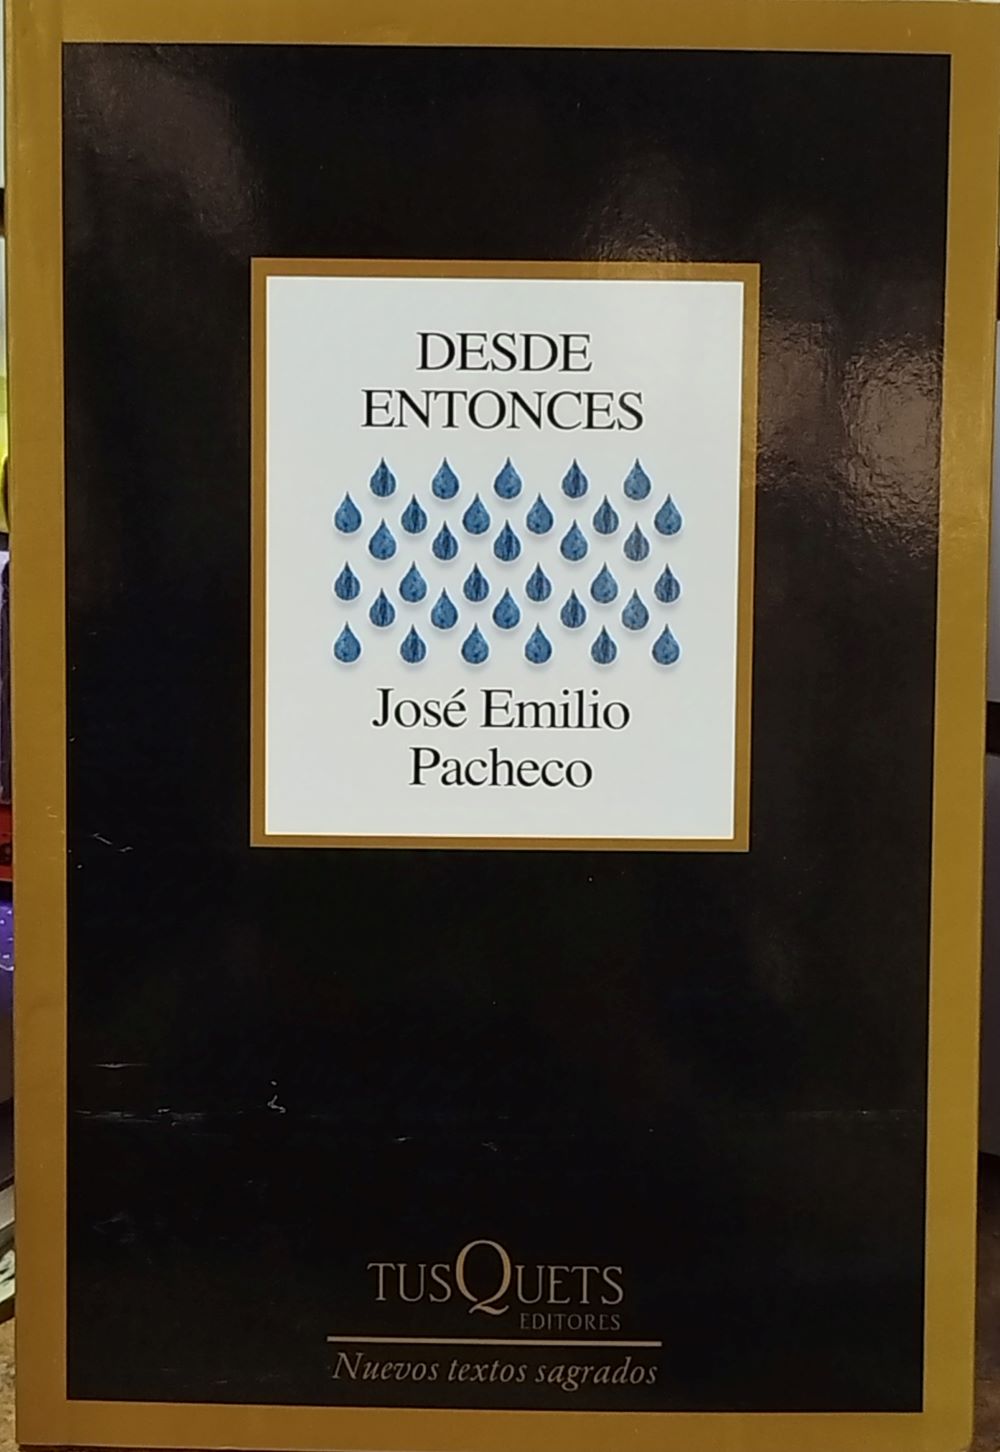 DESDE
ENTONCES
José Emilio
Pacheco
TUSQUETS
EDITORES
Nuevos textos sagrados